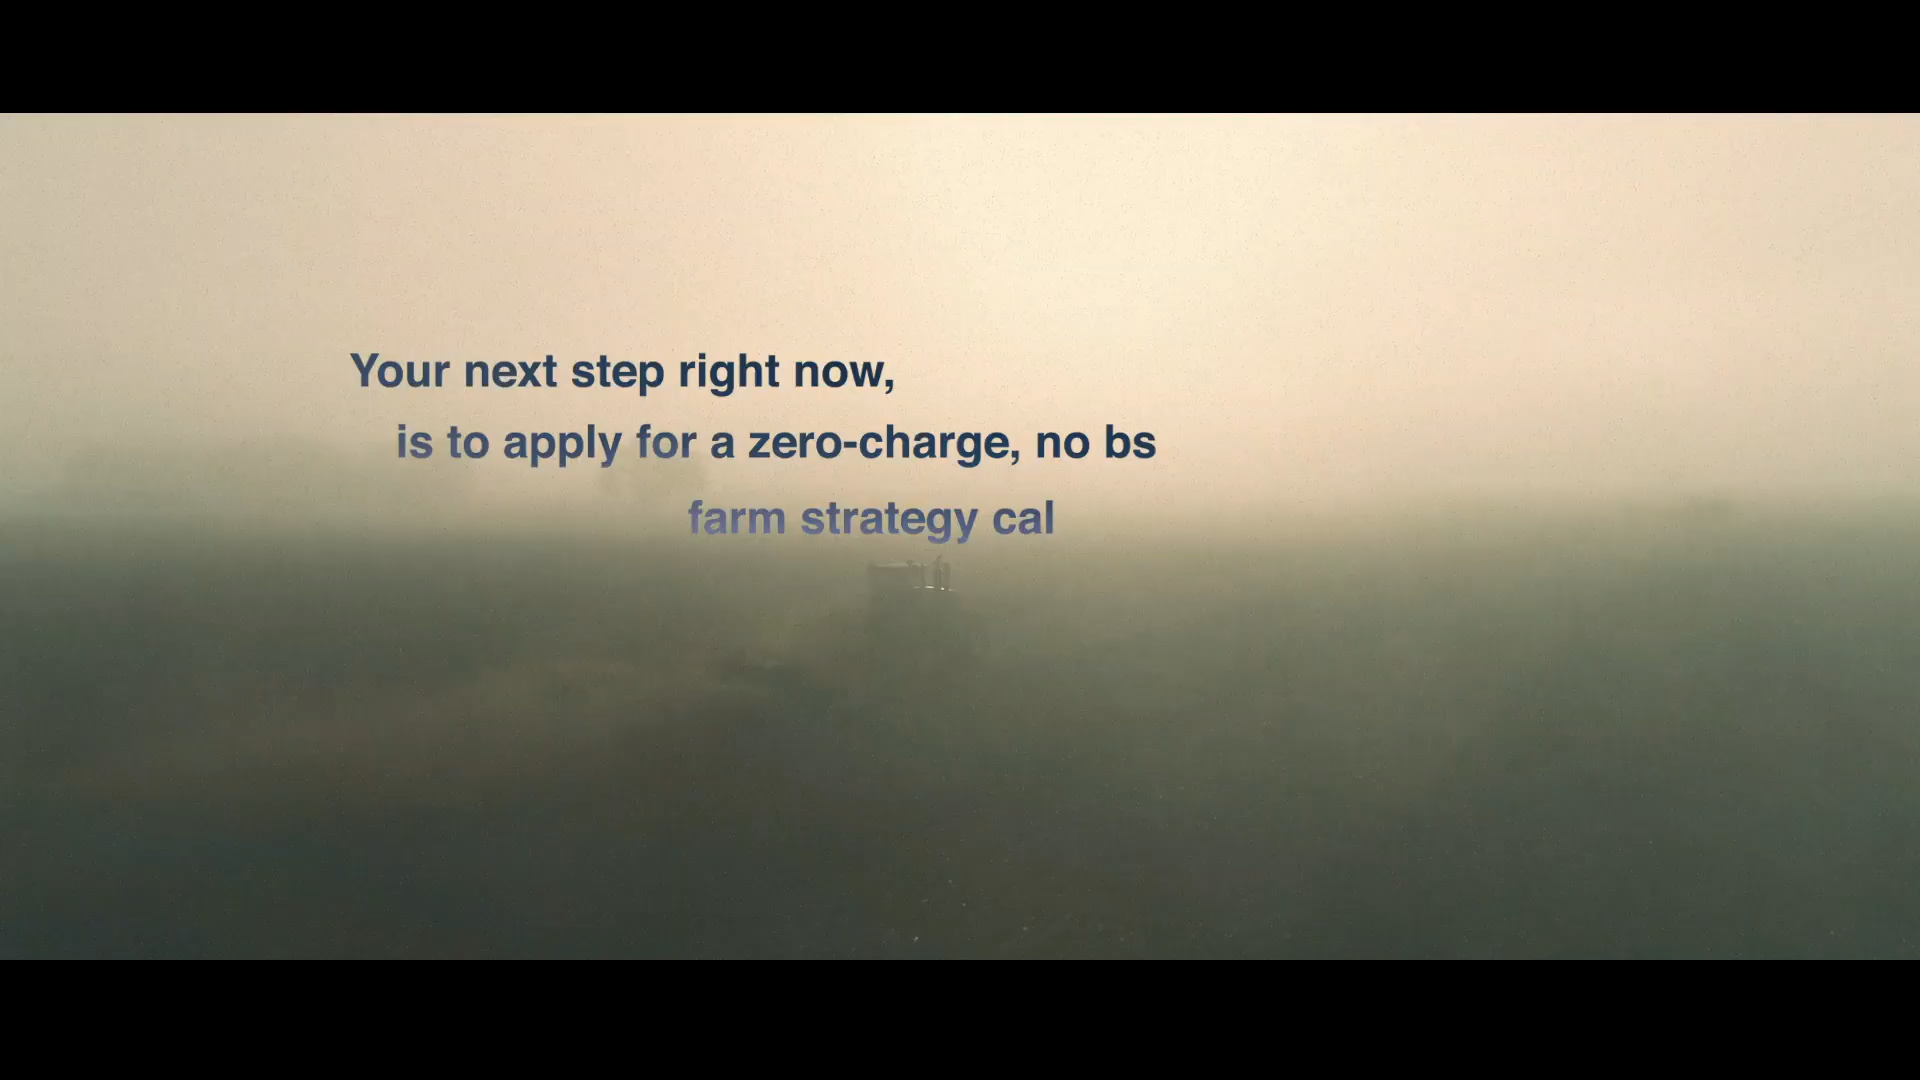 Your next step right now,
is to apply for a zero-charge, no bs
farm strategy cal